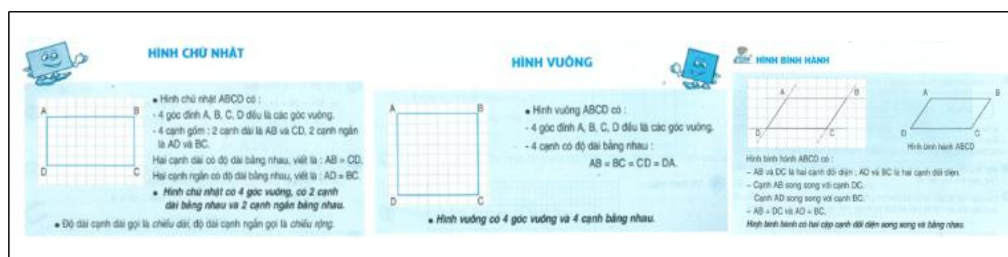 HÌNH CHỮ NHẬT
A
B
D
C
• Hình chữ nhật ABCD có :
- 4 góc đỉnh A, B, C, D đều là các góc vuông.
- 4 cạnh gồm : 2 cạnh dài là AB và CD, 2 cạnh ngắn
là AD và BC.
Hai cạnh dài có độ dài bằng nhau, viết là : AB = CD.
Hai cạnh ngắn có độ dài bằng nhau, viết là : AD = BC.
• Hình chữ nhật có 4 góc vuông, có 2 cạnh
dài bằng nhau và 2 cạnh ngắn bằng nhau.
• Độ dài cạnh dài gọi là chiều dài, độ dài cạnh ngắn gọi là chiều rộng.
HÌNH VUÔNG
A
B
D
C
• Hình vuông ABCD có :
- 4 góc đỉnh A, B, C, D đều là các góc vuông.
- 4 cạnh có độ dài bằng nhau :
AB = BC = CD = DA.
• Hình vuông có 4 góc vuông và 4 cạnh bằng nhau.
HÌNH BÌNH HÀNH
A
B
D
C
A
B
D
C
Hình bình hành ABCD
Hình bình hành ABCD có :
– AB và DC là hai cạnh đối diện ; AD và BC là hai cạnh đối diện.
– Cạnh AB song song với cạnh DC.
Cạnh AD song song với cạnh BC.
– AB = DC và AD = BC.
Hình bình hành có hai cặp cạnh đối diện song song và bằng nhau.